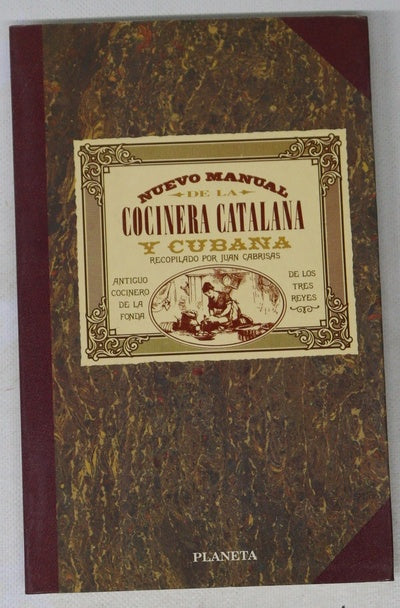 NUEVO MANUAL
DE LA
COCINERA CATALANA
Y CUBANA
RECOPILADO POR JUAN CABRISAS
ANTIGUO
COCINERO
DE LA
FONDA
DE LOS
TRES
REYES
PLANETA